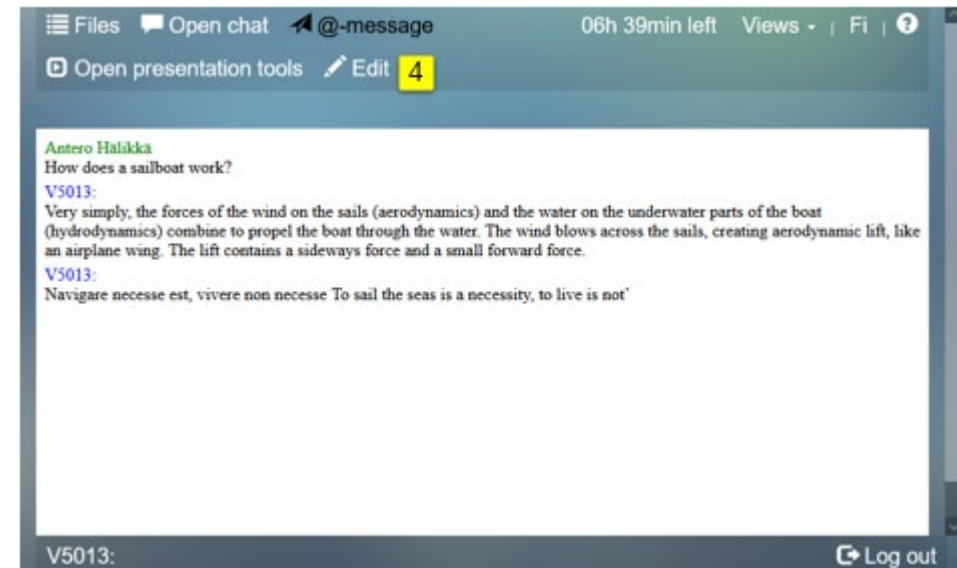 Files Open chat @-message 06h 39min left Views - | Fi | ?
Open presentation tools Edit 4
Antero Hälikkä
How does a sailboat work?
V5013:
Very simply, the forces of the wind on the sails (aerodynamics) and the water on the underwater parts of the boat
(hydrodynamics) combine to propel the boat through the water. The wind blows across the sails, creating aerodynamic lift, like
an airplane wing. The lift contains a sideways force and a small forward force.
V5013:
Navigare necesse est, vivere non necesse To sail the seas is a necessity, to live is not'
V5013:
Log out